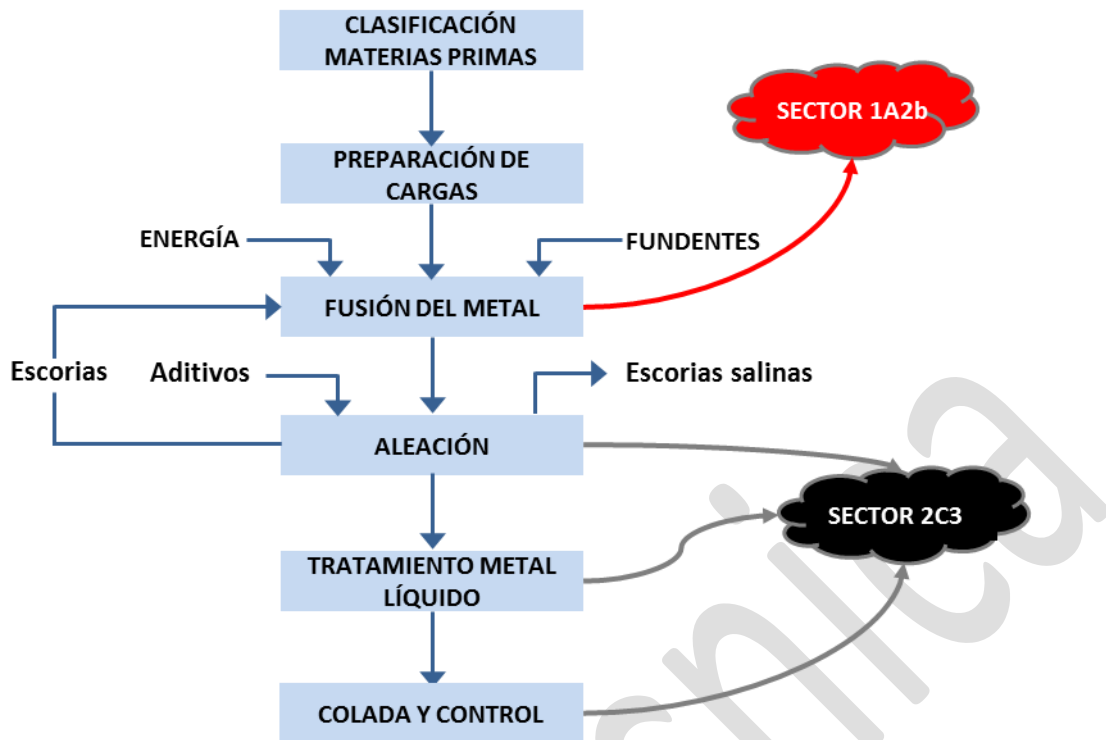 CLASIFICACIÓN
MATERIAS PRIMAS
SECTOR 1A2b
PREPARACIÓN DE
CARGAS
ENERGÍA
FUNDENTES
FUSIÓN DEL METAL
Escorias
Aditivos
Escorias salinas
ALEACIÓN
SECTOR 2C3
TRATAMIENTO METAL
LÍQUIDO
COLADA Y CONTROL